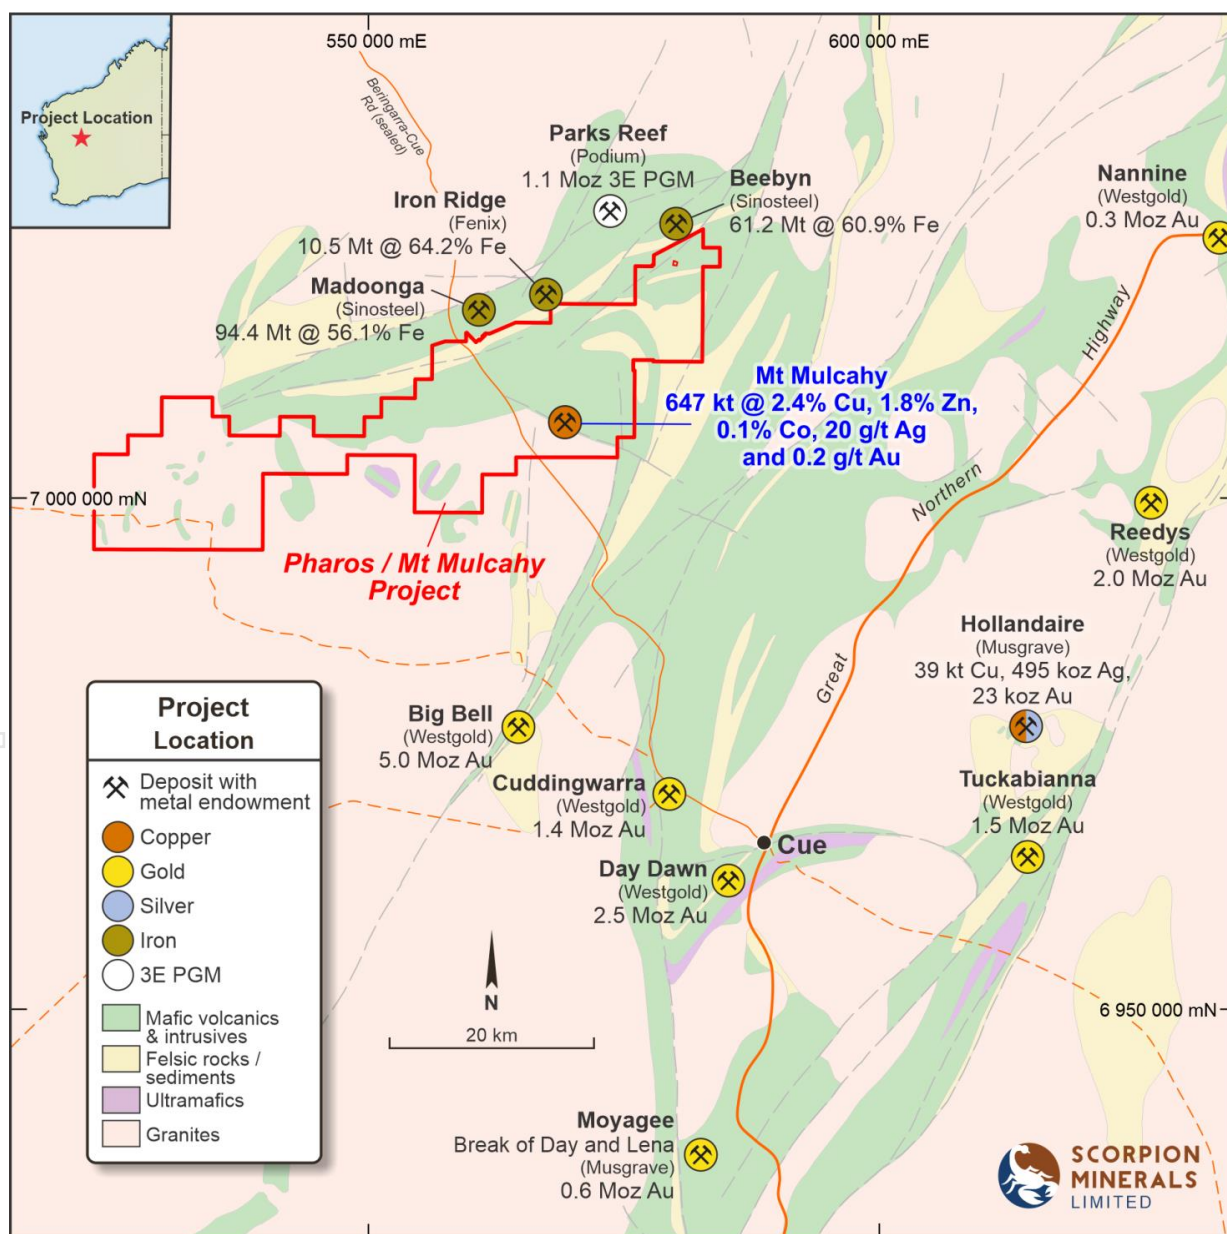 550 000 mE
600 000 mE
Project Location
Beringarra-Cue
Rd (sealed)
Parks Reef
(Podium)
1.1 Moz 3E PGM
Beebyn
(Sinosteel)
61.2 Mt @ 60.9% Fe
Nannine
(Westgold)
0.3 Moz Au
Iron Ridge
(Fenix)
10.5 Mt @ 64.2% Fe
Madoonga
(Sinosteel)
94.4 Mt @ 56.1% Fe
Highway
Mt Mulcahy
647 kt @ 2.4% Cu, 1.8% Zn,
0.1% Co, 20 g/t Ag
and 0.2 g/t Au
7 000 000 mN
Northern
Reedys
(Westgold)
2.0 Moz Au
Pharos / Mt Mulcahy
Project
Hollandaire
(Musgrave)
39 kt Cu, 495 koz Ag,
23 koz Au
Great
Big Bell
(Westgold)
5.0 Moz Au
Cuddingwarra
(Westgold)
1.4 Moz Au
Tuckabianna
(Westgold)
1.5 Moz Au
Cue
Day Dawn
(Westgold)
2.5 Moz Au
Project
Location
Deposit with
metal endowment
Copper
Gold
Silver
Iron
3E PGM
Mafic volcanics
& intrusives
Felsic rocks /
sediments
Ultramafics
Granites
N
20 km
6 950 000 mN
Moyagee
Break of Day and Lena
(Musgrave)
0.6 Moz Au
SCORPION
MINERALS
LIMITED